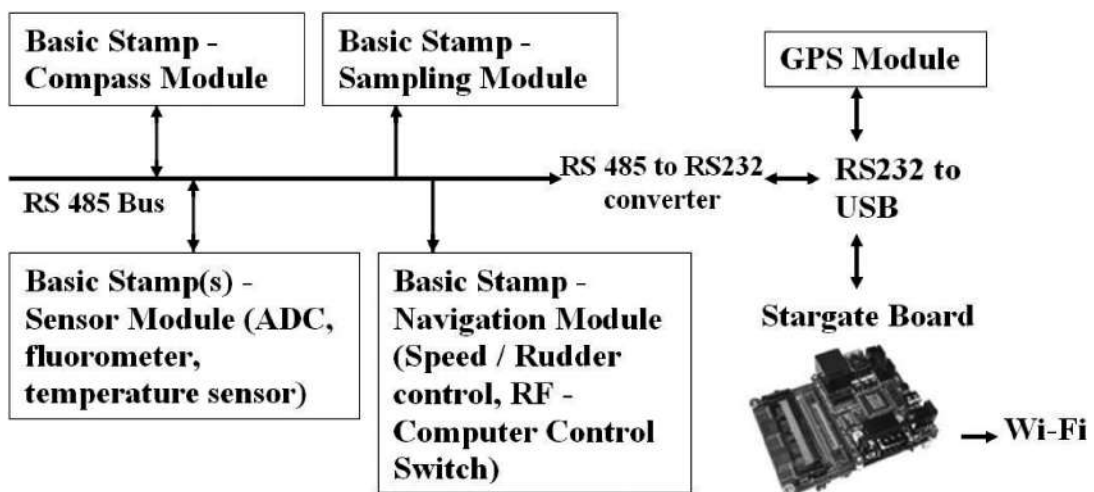 Basic Stamp -
Compass Module
Basic Stamp -
Sampling Module
GPS Module
RS 485 Bus
RS 485 to RS232
converter
RS232 to
USB
Basic Stamp(s) -
Sensor Module (ADC,
fluorometer,
temperature sensor)
Basic Stamp -
Navigation Module
(Speed / Rudder
control, RF -
Computer Control
Switch)
Stargate Board
Wi-Fi